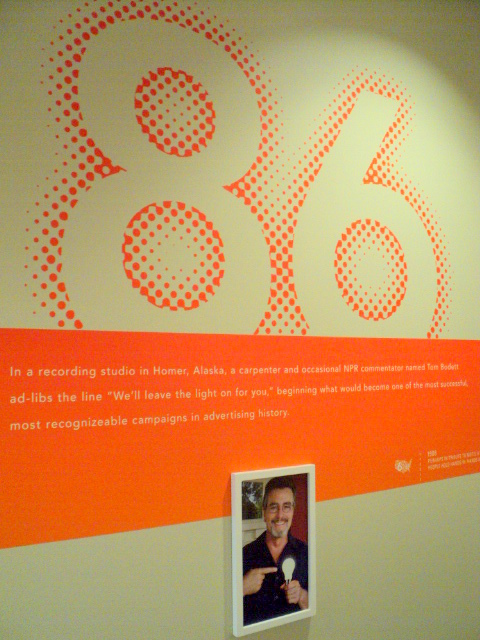 86
In a recording studio in Homer, Alaska, a carpenter and occasional NPR commentator named Tom Bodett
ad-libs the line "We'll leave the light on for you," beginning what would become one of the most successful,
most recognizeable campaigns in advertising history.